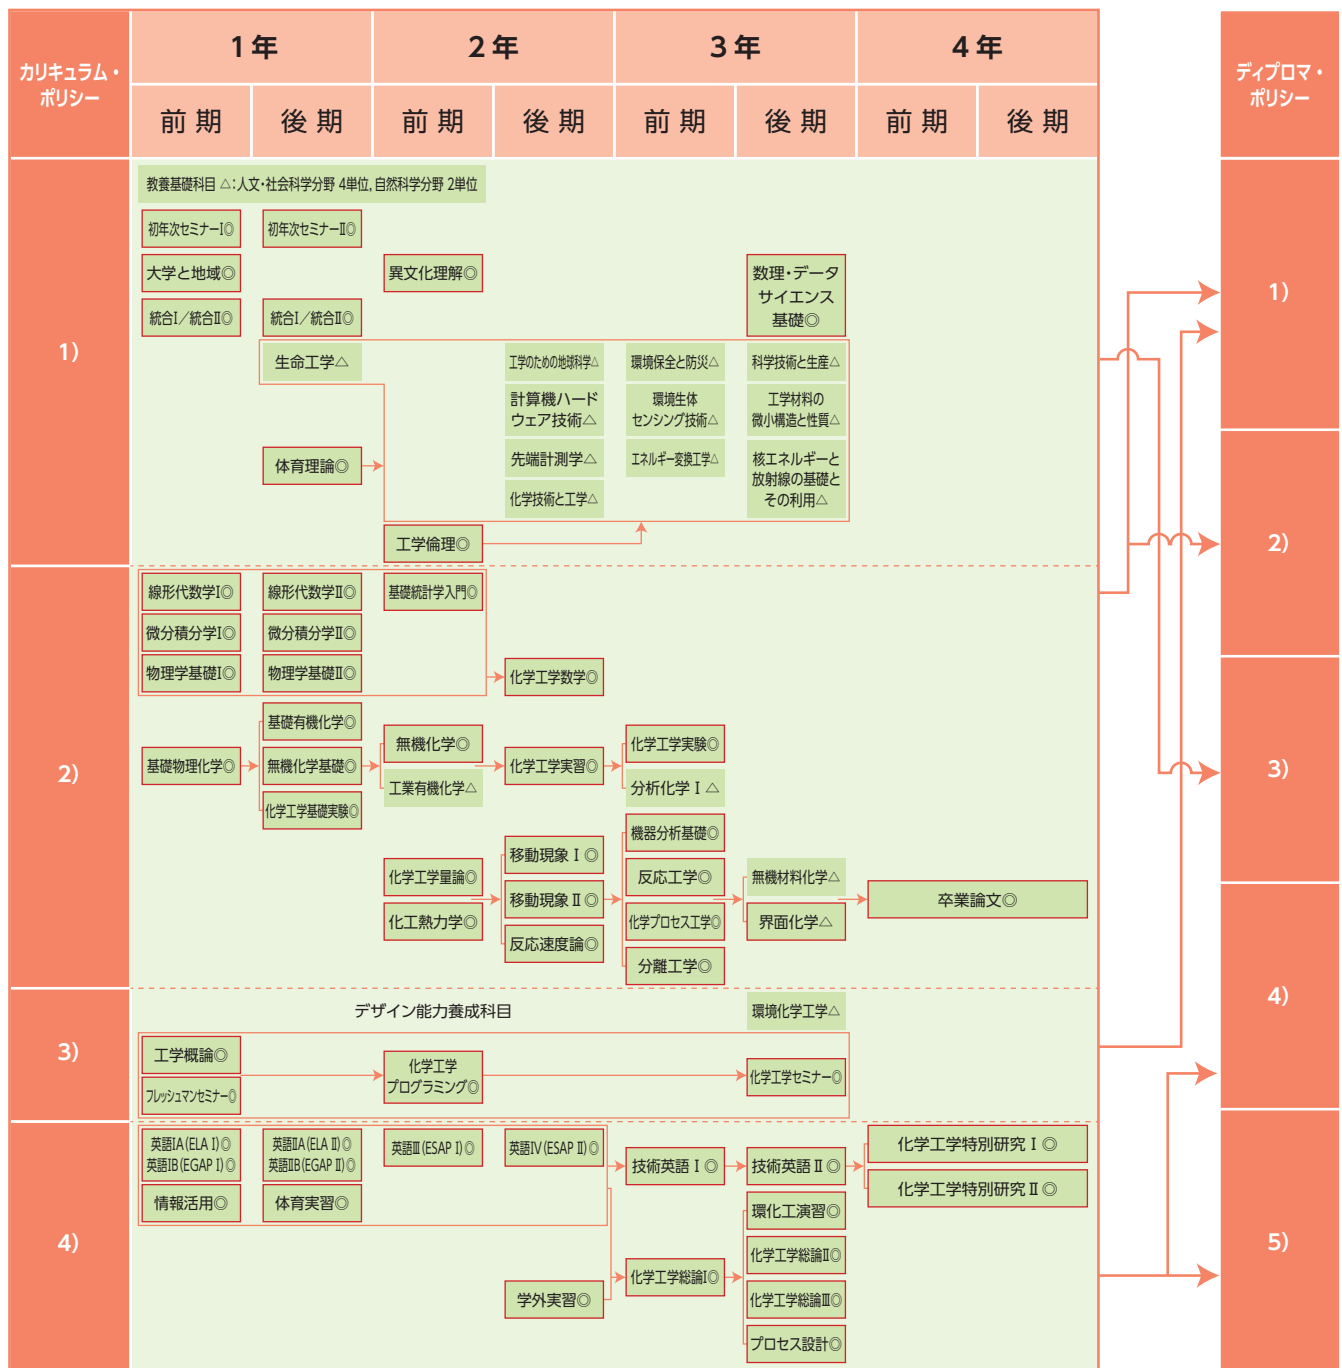 カリキュラム・
ポリシー
1年
2年
3年
4年
ディプロマ・
ポリシー
前 期
後 期
前 期
後 期
前 期
後 期
前 期
後 期
1)
教養基礎科目 △:人文・社会科学分野 4単位,自然科学分野 2単位
初年次セミナーⅠ◎
初年次セミナーⅡ◎
大学と地域◎
異文化理解◎
数理・データ
サイエンス
基礎◎
統合Ⅰ/統合Ⅱ◎
統合Ⅰ/統合Ⅱ◎
生命工学△
工学のための地球科学△
環境保全と防災△
科学技術と生産△
計算機ハード
ウェア技術△
環境生体
センシング技術△
工学材料の
微小構造と性質△
体育理論◎
先端計測学△
エネルギー変換工学△
核エネルギーと
放射線の基礎と
その利用△
化学技術と工学△
工学倫理◎
2)
線形代数学Ⅰ◎
線形代数学Ⅱ◎
基礎統計学入門◎
微分積分学Ⅰ◎
微分積分学Ⅱ◎
物理学基礎Ⅰ◎
物理学基礎Ⅱ◎
化学工学数学◎
基礎有機化学◎
基礎物理化学◎
無機化学基礎◎
化学工学基礎実験◎
無機化学◎
工業有機化学△
化学工学実習◎
化学工学実験◎
分析化学Ⅰ△
機器分析基礎◎
化学工学量論◎
化工熱力学◎
移動現象Ⅰ◎
移動現象Ⅱ◎
反応速度論◎
反応工学◎
化学プロセス工学◎
分離工学◎
無機材料化学△
界面化学△
卒業論文◎
3)
デザイン能力養成科目
環境化学工学△
工学概論◎
フレッシュマンセミナー◎
化学工学
プログラミング◎
化学工学セミナー◎
4)
英語ⅠA(ELA Ⅰ)◎
英語ⅠB(EGAP Ⅰ)◎
英語ⅡA(ELA Ⅱ)◎
英語ⅡB(EGAP Ⅱ)◎
英語Ⅲ(ESAP Ⅰ)◎
英語Ⅳ(ESAP Ⅱ)◎
技術英語Ⅰ◎
技術英語Ⅱ◎
化学工学特別研究Ⅰ◎
化学工学特別研究Ⅱ◎
情報活用◎
体育実習◎
環化工演習◎
化学工学総論Ⅱ◎
学外実習◎
化学工学総論Ⅰ◎
化学工学総論Ⅲ◎
プロセス設計◎
1)
2)
3)
4)
5)